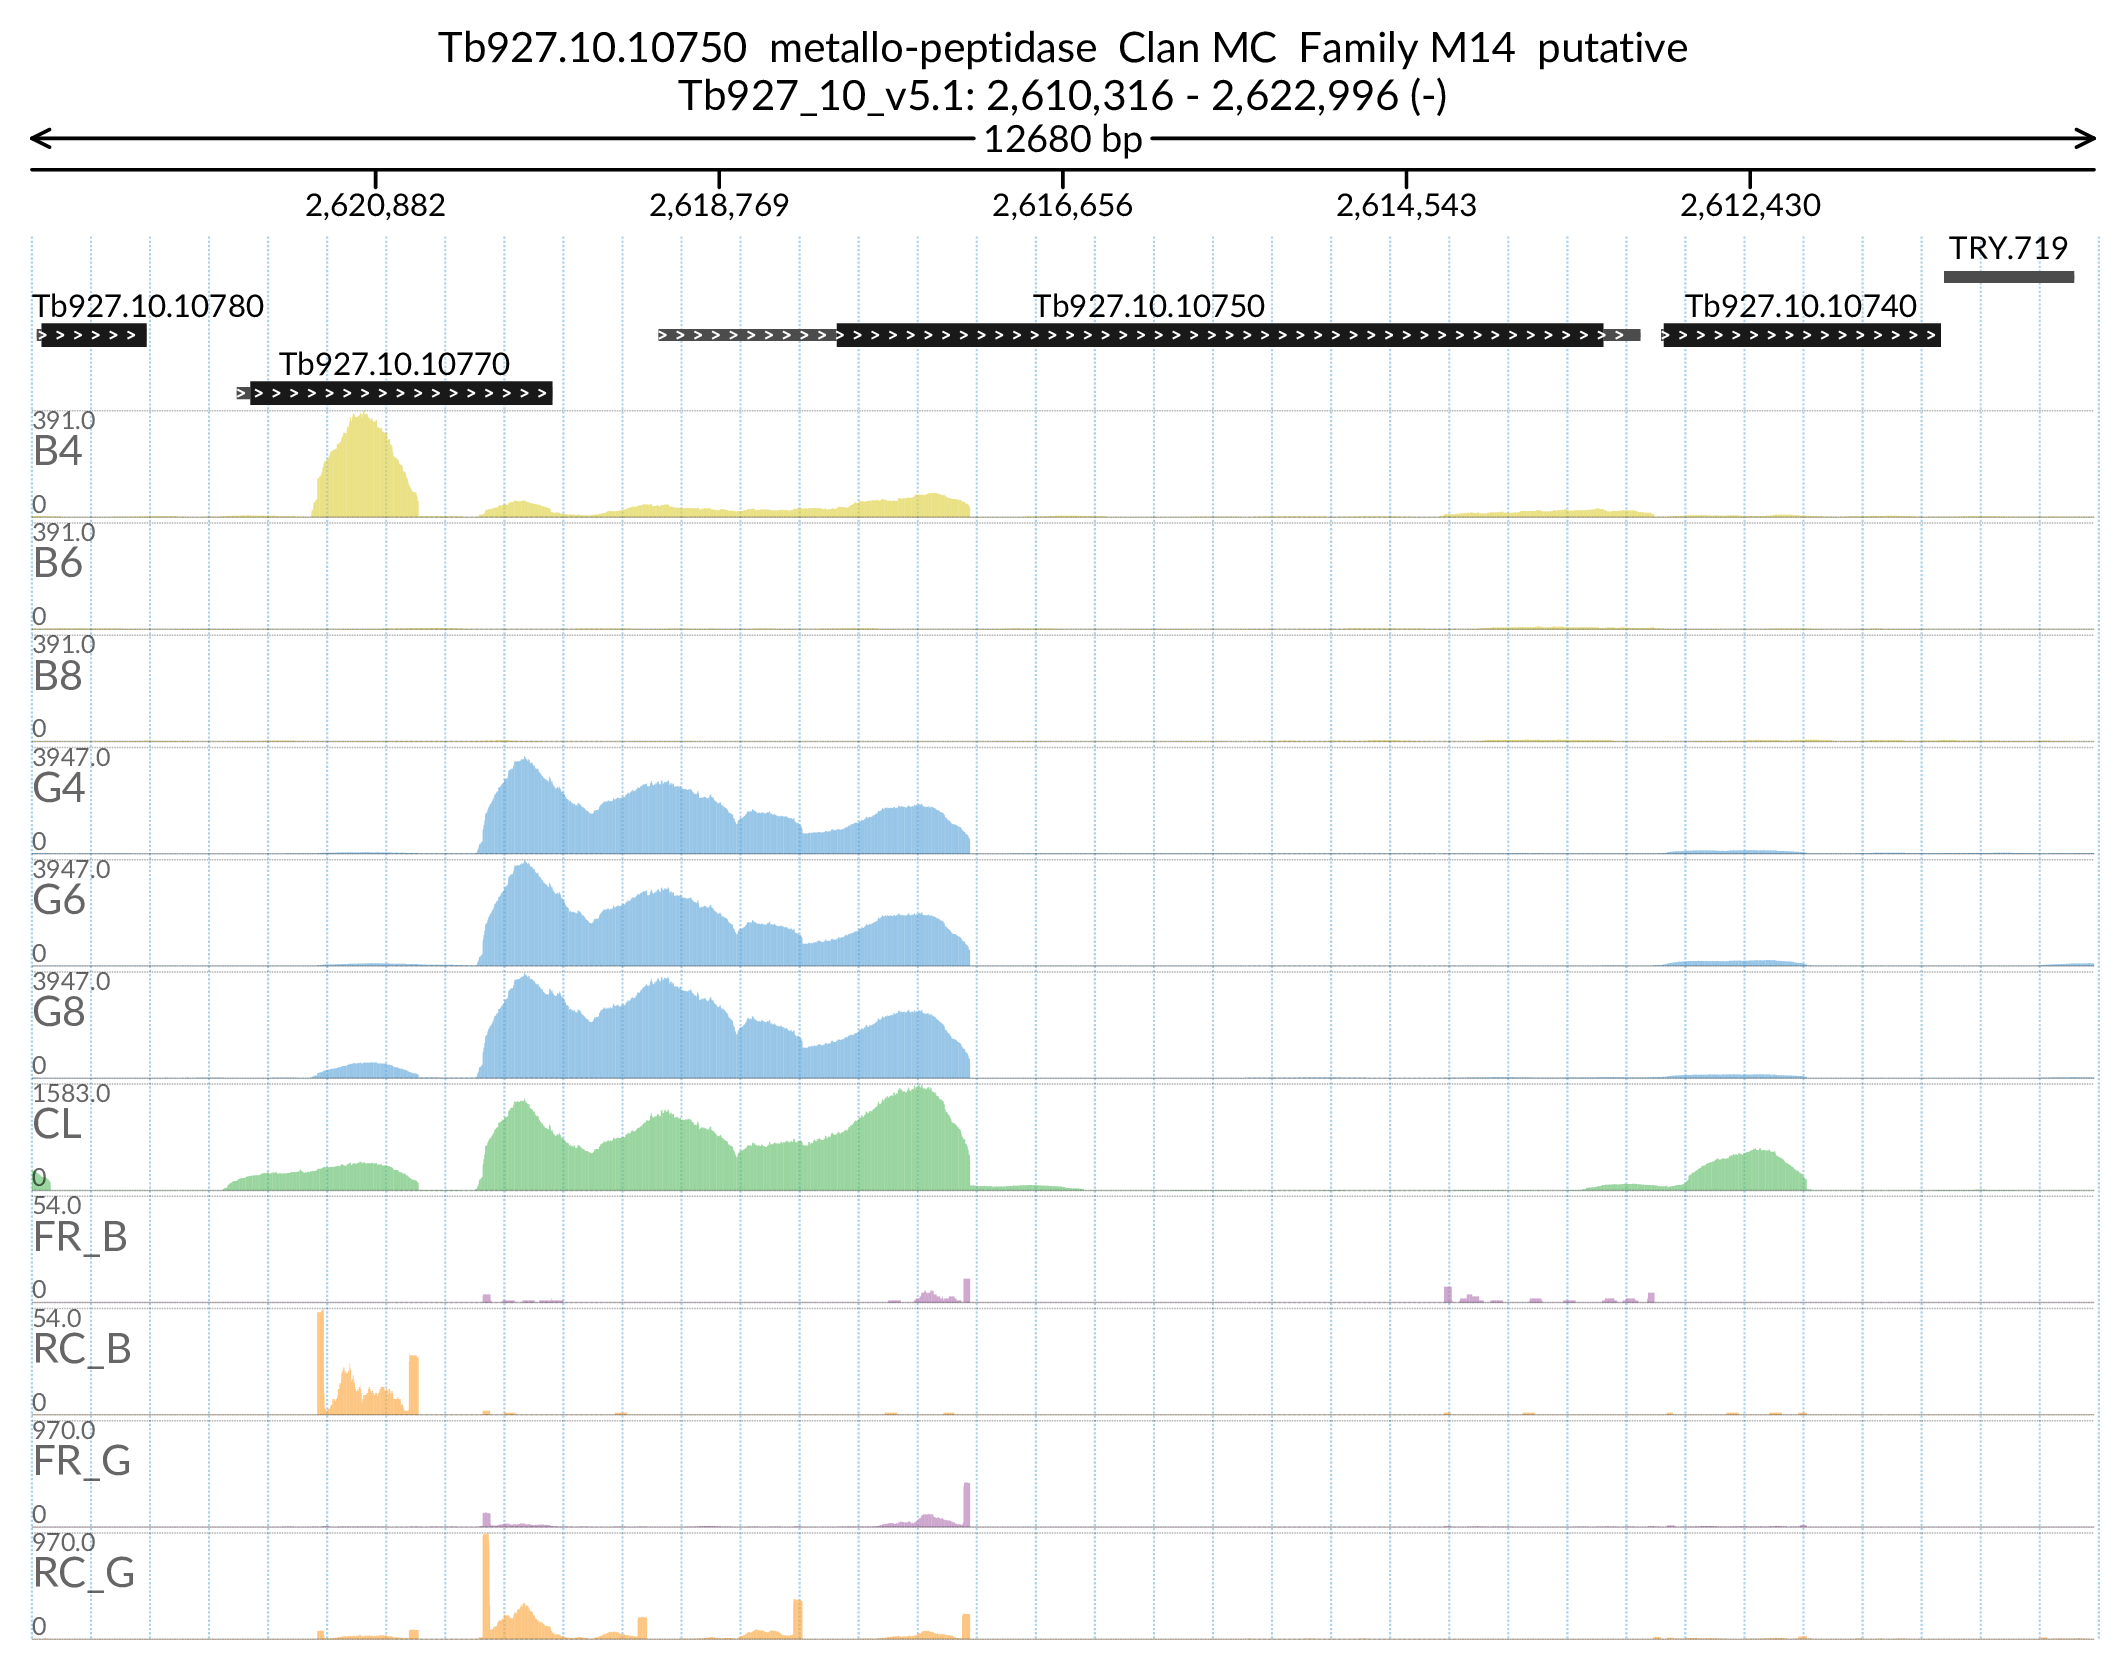 Tb927.10.10750 metallo-peptidase Clan MC Family M14 putative
Tb927_10_v5.1: 2,610,316 - 2,622,996 (-)
12680 bp
2,620,882 2,618,769 2,616,656 2,614,543 2,612,430
TRY.719
Tb927.10.10780 Tb927.10.10750 Tb927.10.10740
Tb927.10.10770
391.0
B4
0
391.0
B6
0
391.0
B8
0
3947.0
G4
0
3947.0
G6
0
3947.0
G8
0
1583.0
CL
0
54.0
FR_B
0
54.0
RC_B
0
970.0
FR_G
0
970.0
RC_G
0